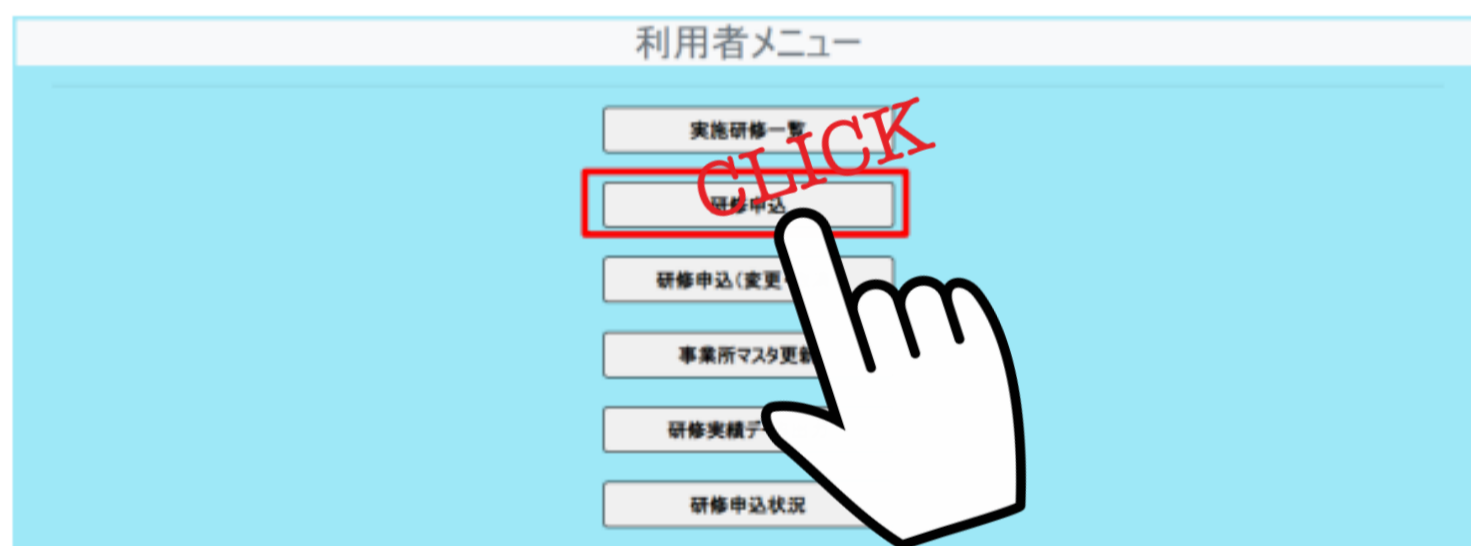 利用者メニュー
実施研修一覧
CLICK
研修申込
研修申込(変更
事業所マスタ更新
研修実績デ
研修申込状況